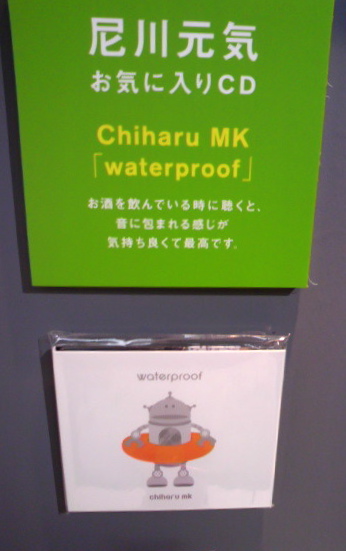 尼川元気
お気に入りCD
Chiharu MK
「waterproof」
お酒を飲んでいる時に聴くと、
音に包まれる感じが
気持ち良くて最高です。
waterproof
chiharu mk